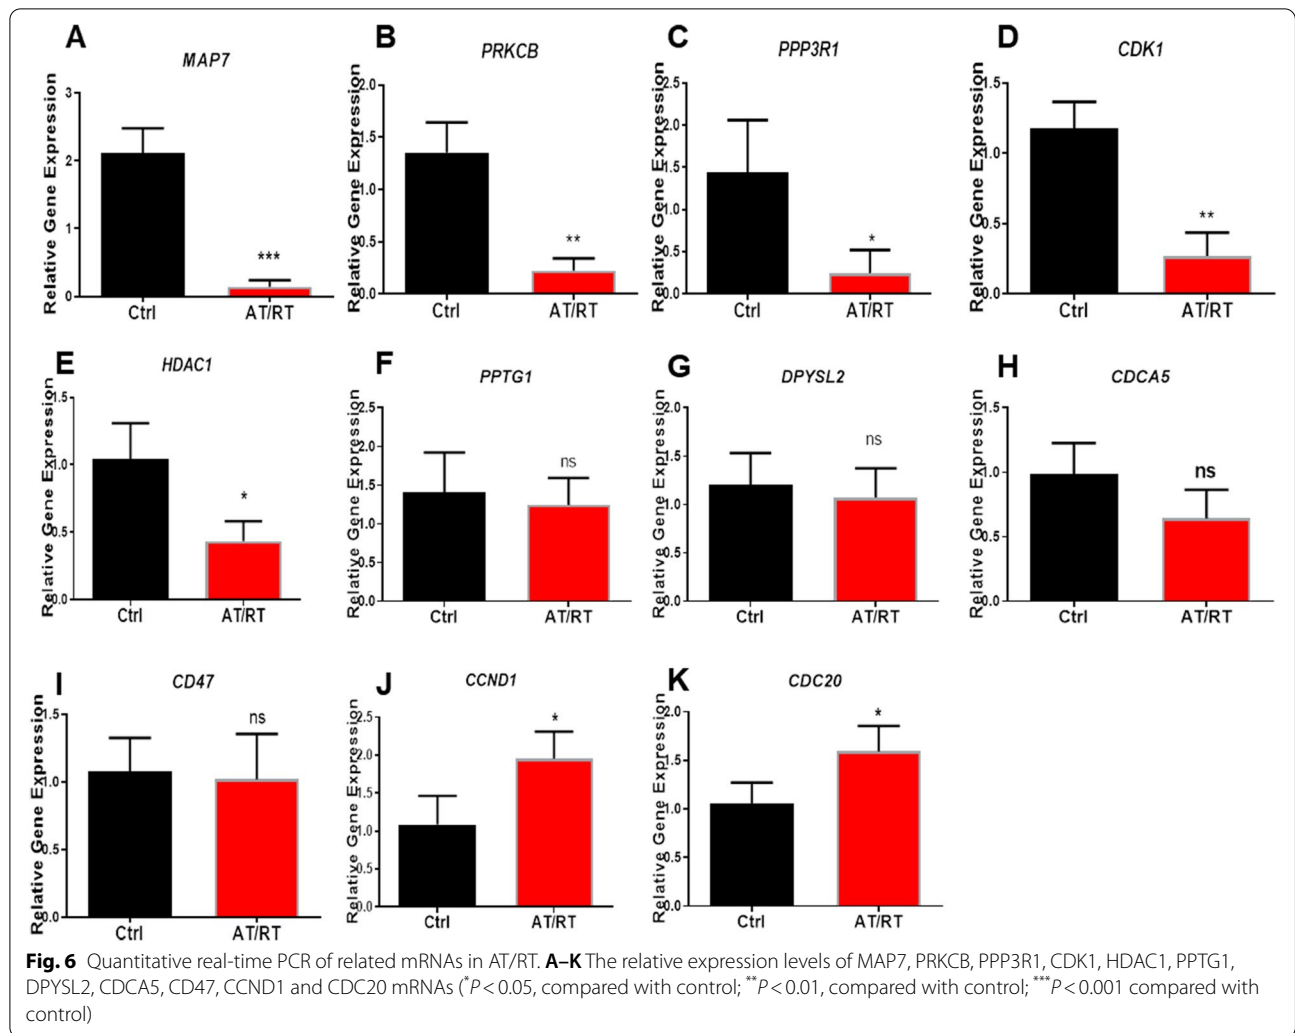 A
MAP7
Relative Gene Expression
3
2
1
0
***
Ctrl
AT/RT
B
PRKCB
Relative Gene Expression
2.0
1.5
1.0
0.5
0.0
**
Ctrl
AT/RT
C
PPP3R1
Relative Gene Expression
2.5
2.0
1.5
1.0
0.5
0.0
*
Ctrl
AT/RT
D
CDK1
Relative Gene Expression
1.5
1.0
0.5
0.0
**
Ctrl
AT/RT
E
HDAC1
Relative Gene Expression
1.5
1.0
0.5
0.0
*
Ctrl
AT/RT
F
PPTG1
Relative Gene Expression
2.5
2.0
1.5
1.0
0.5
0.0
ns
Ctrl
AT/RT
G
DPYSL2
Relative Gene Expression
2.0
1.5
1.0
0.5
0.0
ns
Ctrl
AT/RT
H
CDCA5
Relative Gene Expression
1.5
1.0
0.5
0.0
ns
Ctrl
AT/RT
I
CD47
Relative Gene Expression
1.5
1.0
0.5
0.0
ns
Ctrl
AT/RT
J
CCND1
Relative Gene Expression
2.5
2.0
1.5
1.0
0.5
0.0
*
Ctrl
AT/RT
K
CDC20
Relative Gene Expression
2.0
1.5
1.0
0.5
0.0
*
Ctrl
AT/RT
Fig. 6 Quantitative real-time PCR of related mRNAs in AT/RT. A–K The relative expression levels of MAP7, PRKCB, PPP3R1, CDK1, HDAC1, PPTG1,
DPYSL2, CDCA5, CD47, CCND1 and CDC20 mRNAs (*P < 0.05, compared with control; **P < 0.01, compared with control; ***P < 0.001 compared with
control)